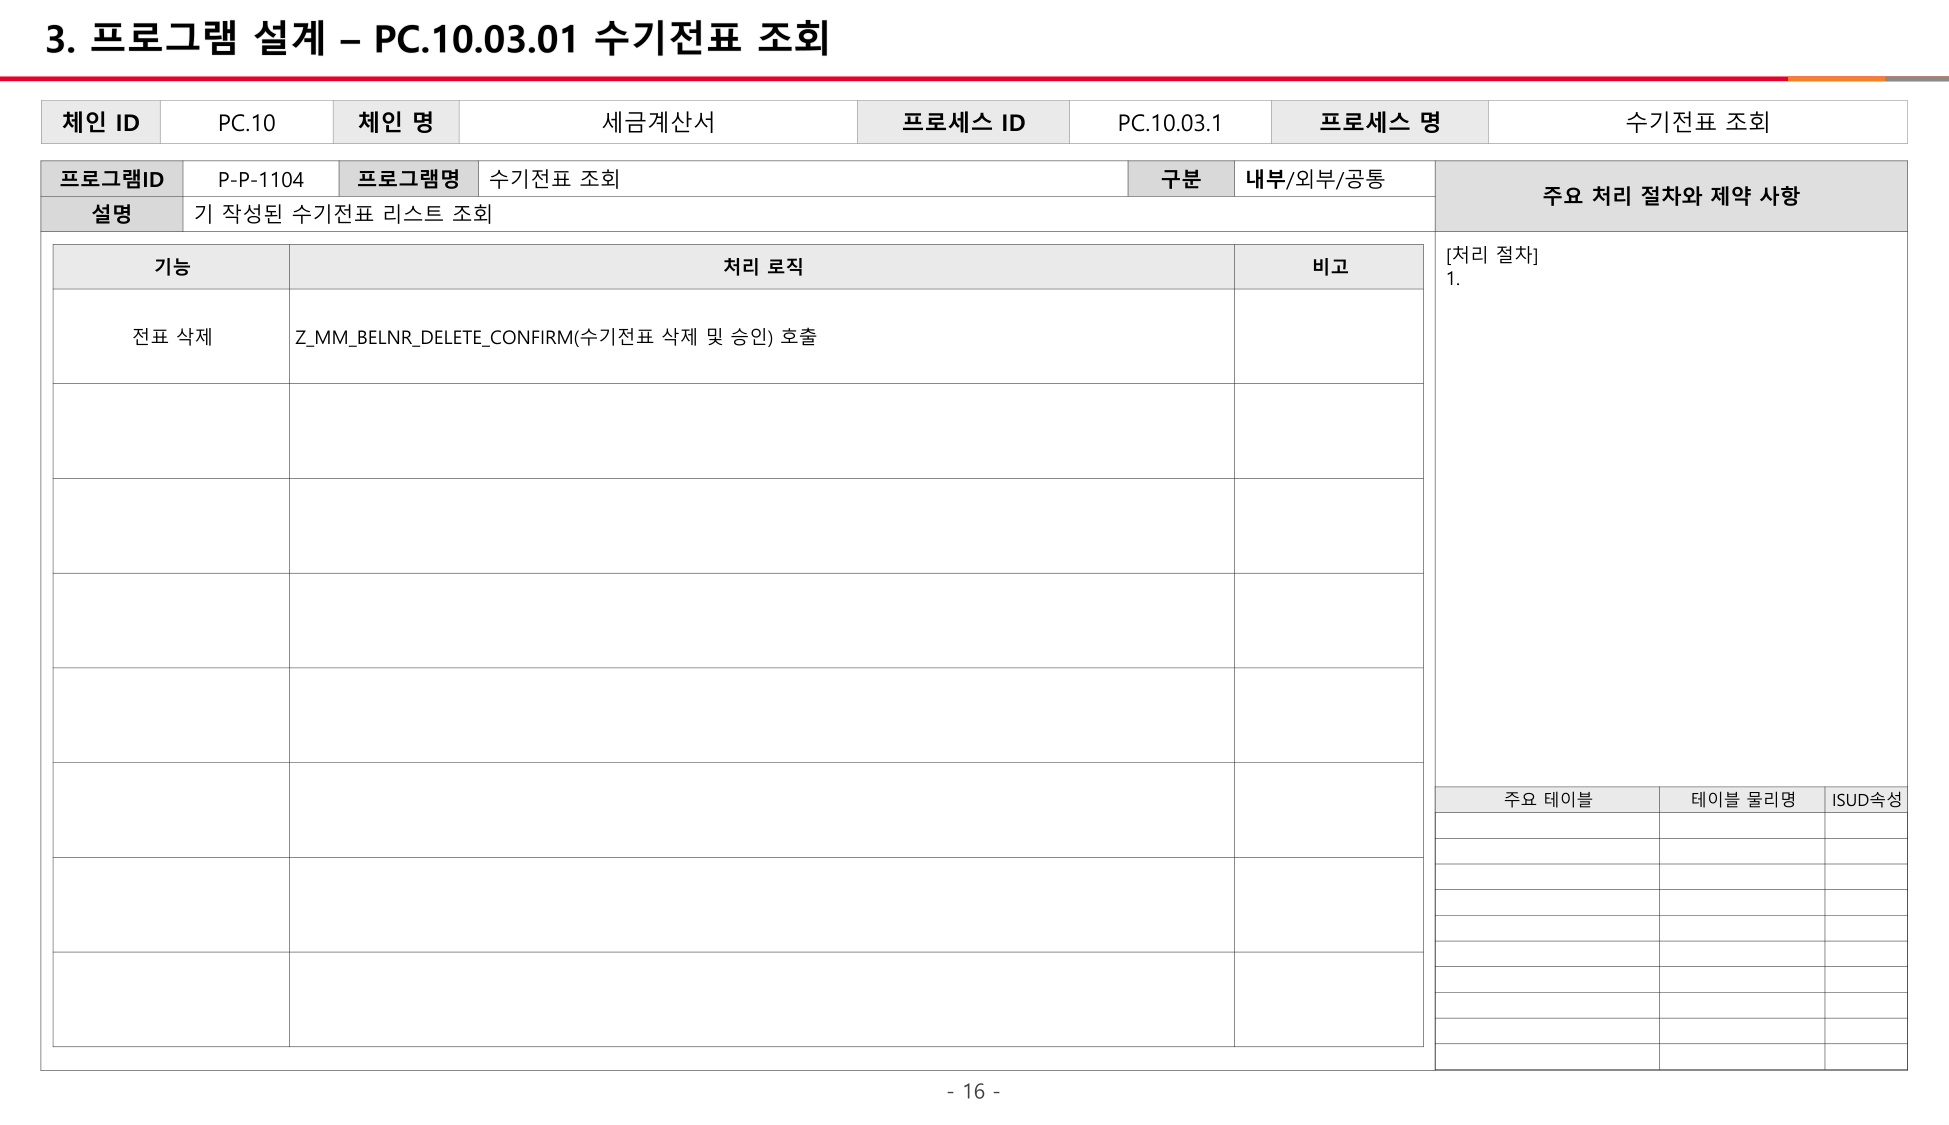 3. 프로그램 설계 – PC.10.03.01 수기전표 조회
체인 ID PC.10 체인 명 세금계산서 프로세스 ID PC.10.03.1 프로세스 명 수기전표 조회
프로그램ID P-P-1104 프로그램명 수기전표 조회 구분 내부/외부/공통
설명 기 작성된 수기전표 리스트 조회
주요 처리 절차와 제약 사항
기능 처리 로직 비고
전표 삭제 Z_MM_BELNR_DELETE_CONFIRM(수기전표 삭제 및 승인) 호출
[처리 절차]
1.
주요 테이블 테이블 물리명 ISUD속성
- 16 -